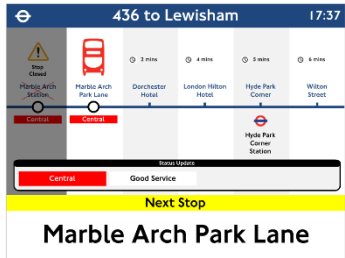 436 to Lewisham
17:37
Stop
Closed
Marble Arch
Station
Central
Marble Arch
Park Lane
Central
2 mins
Dorchester
Hotel
4 mins
London Hilton
Hotel
5 mins
Hyde Park
Corner
Hyde Park
Corner
Station
6 mins
Wilton
Street
Status Update
Central
Good Service
Next Stop
Marble Arch Park Lane